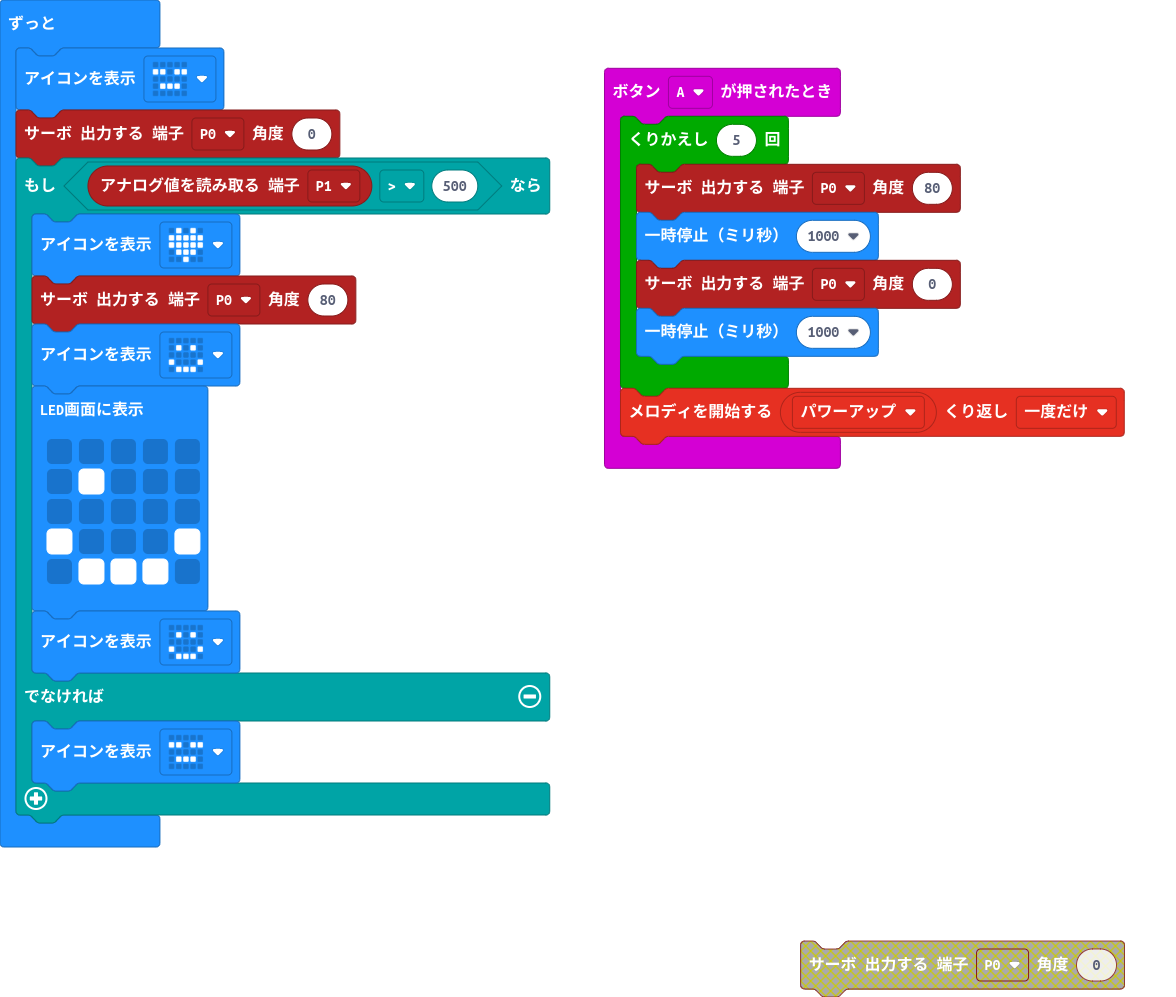 ずっと
アイコンを表示
サーボ 出力する 端子 P0 角度 0
もし アナログ値を読み取る 端子 P1 > 500 なら
アイコンを表示
サーボ 出力する 端子 P0 角度 80
アイコンを表示
LED画面に表示
アイコンを表示
でなければ
アイコンを表示
ボタン A が押されたとき
くりかえし 5 回
サーボ 出力する 端子 P0 角度 80
一時停止（ミリ秒） 1000
サーボ 出力する 端子 P0 角度 0
一時停止（ミリ秒） 1000
メロディを開始する パワーアップ くり返し 一度だけ
サーボ 出力する 端子 P0 角度 0